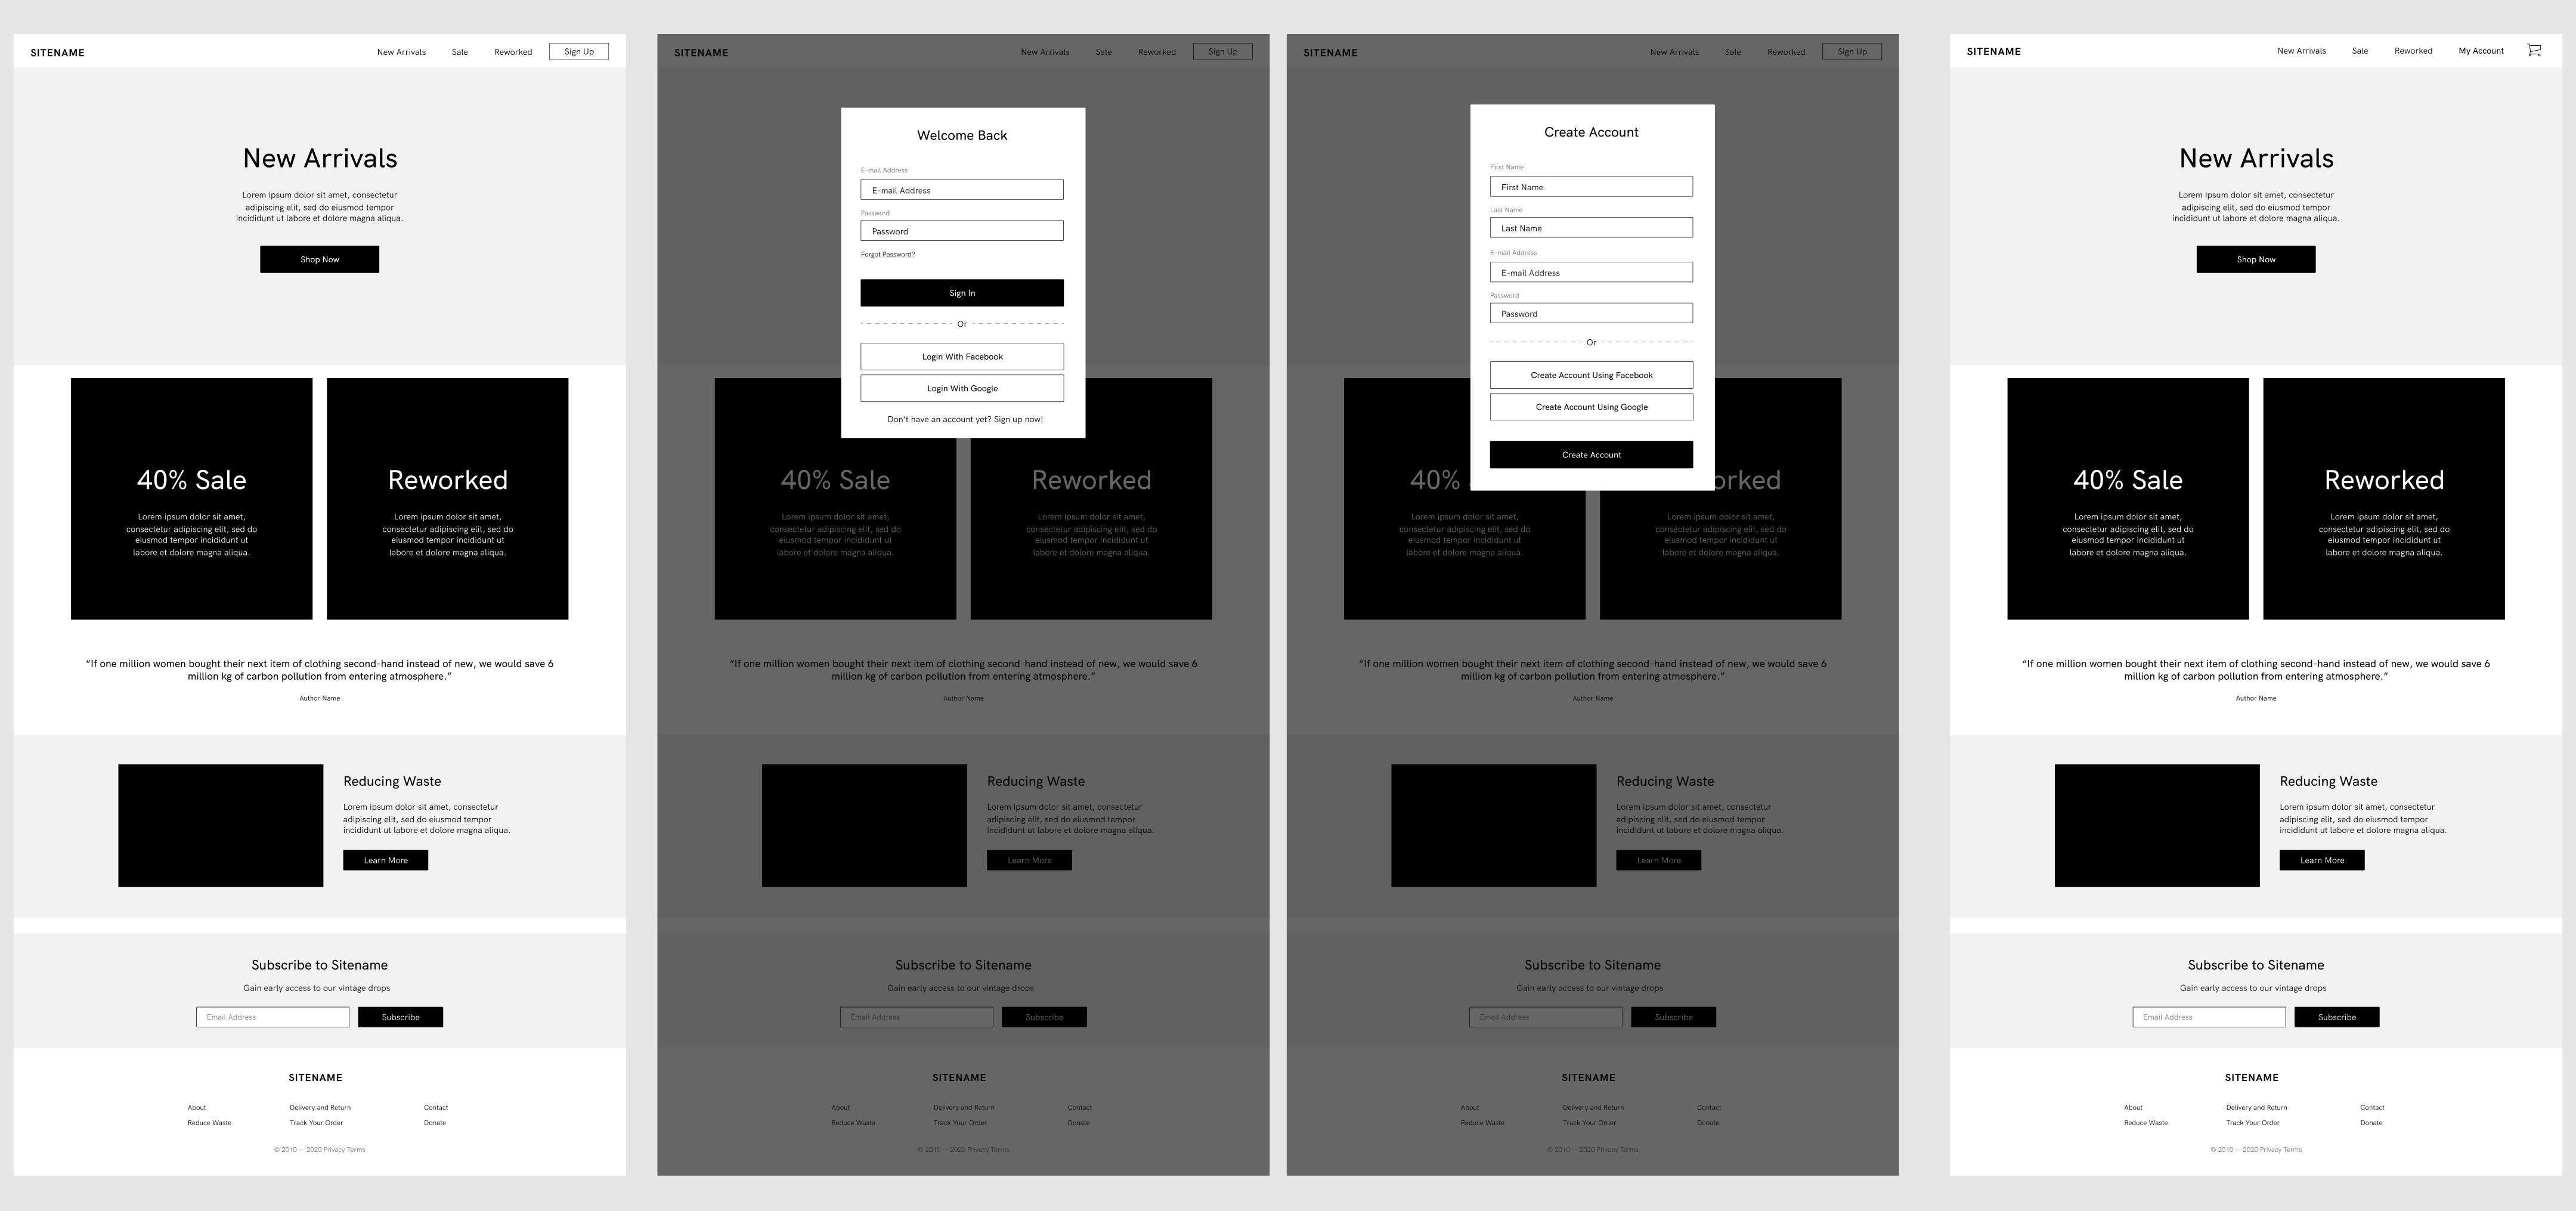 SITENAME
New Arrivals Sale Reworked Sign Up
New Arrivals
Lorem ipsum dolor sit amet, consectetur
adipiscing elit, sed do eiusmod tempor
incididunt ut labore et dolore magna aliqua.
Shop Now
40% Sale
Lorem ipsum dolor sit amet,
consectetur adipiscing elit, sed do
eiusmod tempor incididunt ut
labore et dolore magna aliqua.
Reworked
Lorem ipsum dolor sit amet,
consectetur adipiscing elit, sed do
eiusmod tempor incididunt ut
labore et dolore magna aliqua.
“If one million women bought their next item of clothing second-hand instead of new, we would save 6
million kg of carbon pollution from entering atmosphere.”
Author Name
Reducing Waste
Lorem ipsum dolor sit amet, consectetur
adipiscing elit, sed do eiusmod tempor
incididunt ut labore et dolore magna aliqua.
Learn More
Subscribe to Sitename
Gain early access to our vintage drops
Email Address Subscribe
SITENAME
About Delivery and Return Contact
Reduce Waste Track Your Order Donate
© 2010 — 2020 Privacy Terms
SITENAME
New Arrivals Sale Reworked Sign Up
Welcome Back
E-mail Address
E-mail Address
Password
Password
Forgot Password?
Sign In
Or
Login With Facebook
Login With Google
Don’t have an account yet? Sign up now!
40% Sale
Lorem ipsum dolor sit amet,
consectetur adipiscing elit, sed do
eiusmod tempor incididunt ut
labore et dolore magna aliqua.
Reworked
Lorem ipsum dolor sit amet,
consectetur adipiscing elit, sed do
eiusmod tempor incididunt ut
labore et dolore magna aliqua.
“If one million women bought their next item of clothing second-hand instead of new, we would save 6
million kg of carbon pollution from entering atmosphere.”
Author Name
Reducing Waste
Lorem ipsum dolor sit amet, consectetur
adipiscing elit, sed do eiusmod tempor
incididunt ut labore et dolore magna aliqua.
Learn More
Subscribe to Sitename
Gain early access to our vintage drops
Email Address Subscribe
SITENAME
About Delivery and Return Contact
Reduce Waste Track Your Order Donate
© 2010 — 2020 Privacy Terms
SITENAME
New Arrivals Sale Reworked Sign Up
Create Account
First Name
First Name
Last Name
Last Name
E-mail Address
E-mail Address
Password
Password
Or
Create Account Using Facebook
Create Account Using Google
Create Account
40%
Lorem ipsum dolor sit amet,
consectetur adipiscing elit, sed do
eiusmod tempor incididunt ut
labore et dolore magna aliqua.
orked
Lorem ipsum dolor sit amet,
consectetur adipiscing elit, sed do
eiusmod tempor incididunt ut
labore et dolore magna aliqua.
“If one million women bought their next item of clothing second-hand instead of new, we would save 6
million kg of carbon pollution from entering atmosphere.”
Author Name
Reducing Waste
Lorem ipsum dolor sit amet, consectetur
adipiscing elit, sed do eiusmod tempor
incididunt ut labore et dolore magna aliqua.
Learn More
Subscribe to Sitename
Gain early access to our vintage drops
Email Address Subscribe
SITENAME
About Delivery and Return Contact
Reduce Waste Track Your Order Donate
© 2010 — 2020 Privacy Terms
SITENAME
New Arrivals Sale Reworked My Account
New Arrivals
Lorem ipsum dolor sit amet, consectetur
adipiscing elit, sed do eiusmod tempor
incididunt ut labore et dolore magna aliqua.
Shop Now
40% Sale
Lorem ipsum dolor sit amet,
consectetur adipiscing elit, sed do
eiusmod tempor incididunt ut
labore et dolore magna aliqua.
Reworked
Lorem ipsum dolor sit amet,
consectetur adipiscing elit, sed do
eiusmod tempor incididunt ut
labore et dolore magna aliqua.
“If one million women bought their next item of clothing second-hand instead of new, we would save 6
million kg of carbon pollution from entering atmosphere.”
Author Name
Reducing Waste
Lorem ipsum dolor sit amet, consectetur
adipiscing elit, sed do eiusmod tempor
incididunt ut labore et dolore magna aliqua.
Learn More
Subscribe to Sitename
Gain early access to our vintage drops
Email Address Subscribe
SITENAME
About Delivery and Return Contact
Reduce Waste Track Your Order Donate
© 2010 — 2020 Privacy Terms